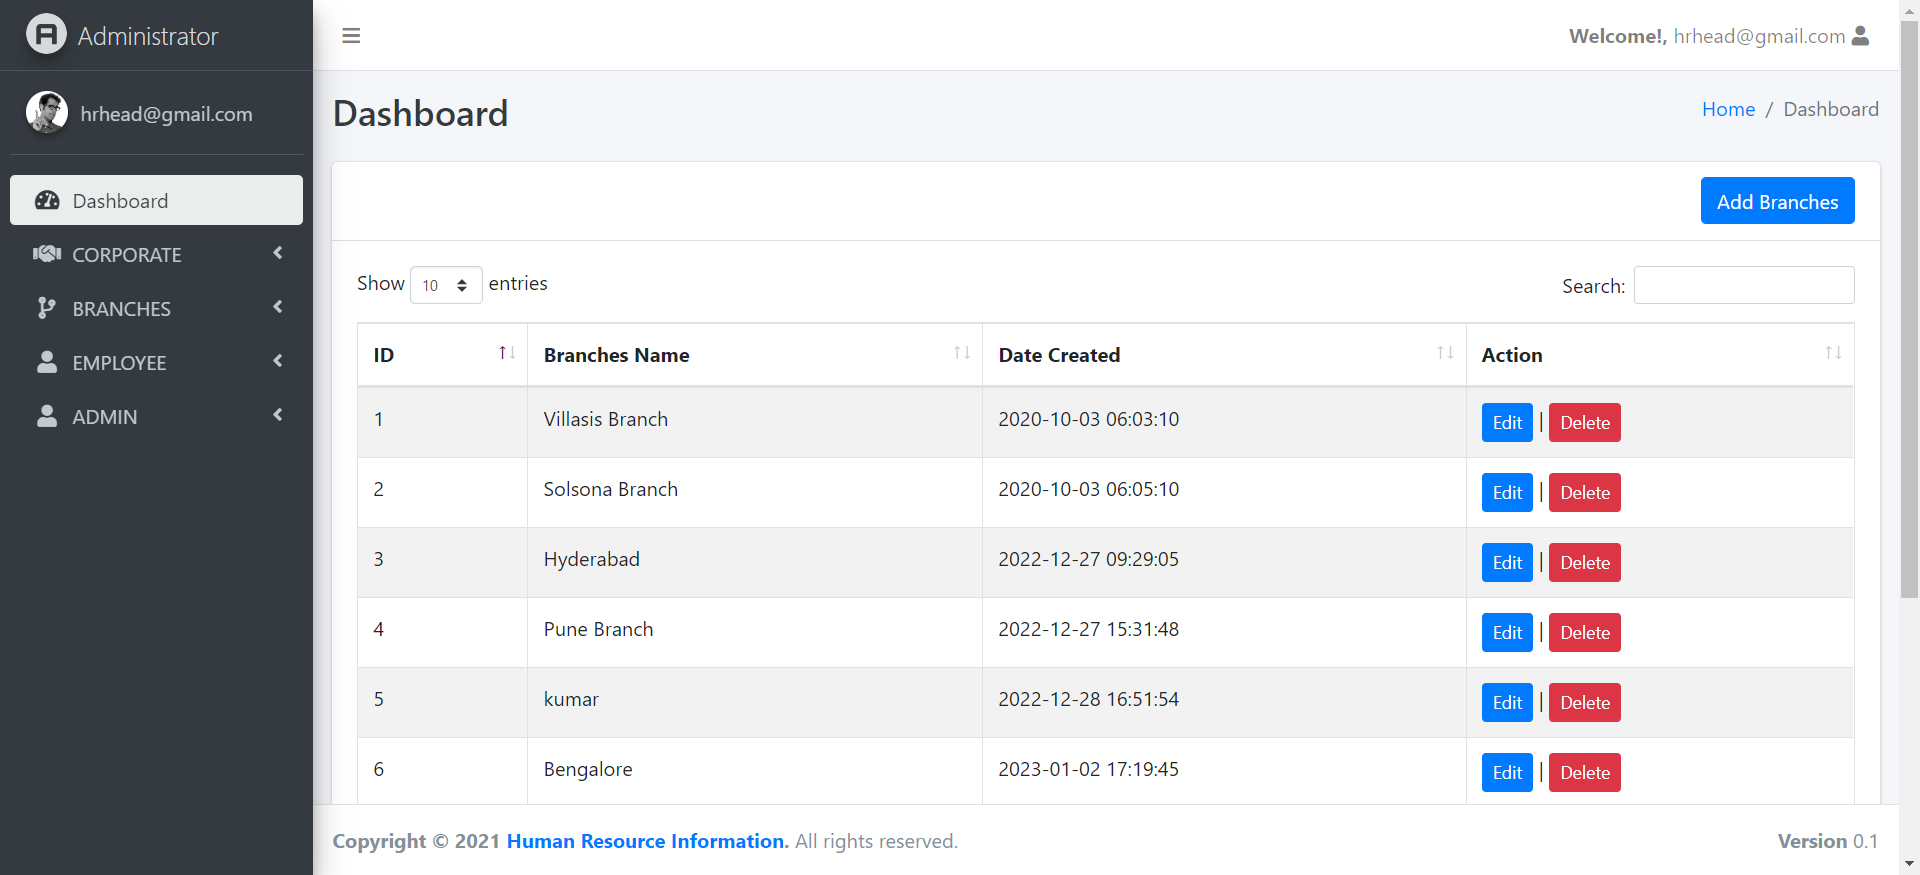 Administrator
Welcome!, hrhead@gmail.com
hrhead@gmail.com
Dashboard
CORPORATE
BRANCHES
EMPLOYEE
ADMIN
Dashboard
Home / Dashboard
Add Branches
Show 10 entries
Search:
ID Branches Name Date Created Action
1 Villasis Branch 2020-10-03 06:03:10 Edit | Delete
2 Solsona Branch 2020-10-03 06:05:10 Edit | Delete
3 Hyderabad 2022-12-27 09:29:05 Edit | Delete
4 Pune Branch 2022-12-27 15:31:48 Edit | Delete
5 kumar 2022-12-28 16:51:54 Edit | Delete
6 Bengalore 2023-01-02 17:19:45 Edit | Delete
Copyright © 2021 Human Resource Information. All rights reserved.
Version 0.1